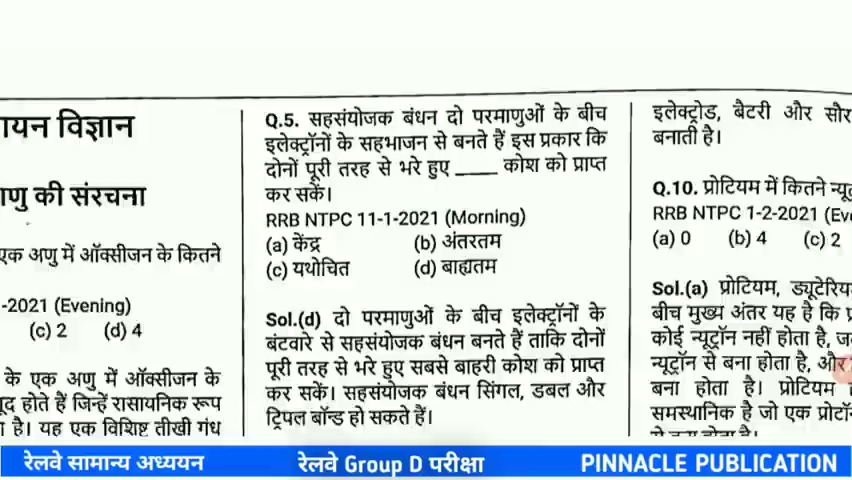 यन विज्ञान
की संरचना
एक अणु में ऑक्सीजन के कितने
-2021 (Evening)
(c) 2 (d) 4
के एक अणु में ऑक्सीजन के
होते हैं जिन्हें रासायनिक रूप
है। यह एक विशिष्ट तीखी गंध
Q.5. सहसंयोजक बंधन दो परमाणुओं के बीच
इलेक्ट्रॉनों के सहभाजन से बनते हैं इस प्रकार कि
दोनों पूरी तरह से भरे हुए ____ कोश को प्राप्त
कर सकें।
RRB NTPC 11-1-2021 (Morning)
(a) केंद्र (b) अंतरतम
(c) यथोचित (d) बाह्यतम
Sol.(d) दो परमाणुओं के बीच इलेक्ट्रॉनों के
बंटवारे से सहसंयोजक बंधन बनते हैं ताकि दोनों
पूरी तरह से भरे हुए सबसे बाहरी कोश को प्राप्त
कर सकें। सहसंयोजक बंधन सिंगल, डबल और
ट्रिपल बॉन्ड हो सकते हैं।
इलेक्ट्रोड, बैटरी और सौर
बनाती है।
Q.10. प्रोटियम में कितने
RRB NTPC 1-2-2021
(a) 0 (b) 4 (c) 2
Sol.(a) प्रोटियम,
बीच मुख्य अंतर यह है कि
कोई न्यूट्रॉन नहीं होता है,
न्यूट्रॉन से बना होता है, और
बना होता है। प्रोटियम
समस्थानिक है जो एक
रेलवे सामान्य अध्ययन
रेलवे Group D परीक्षा
PINNACLE PUBLICATION